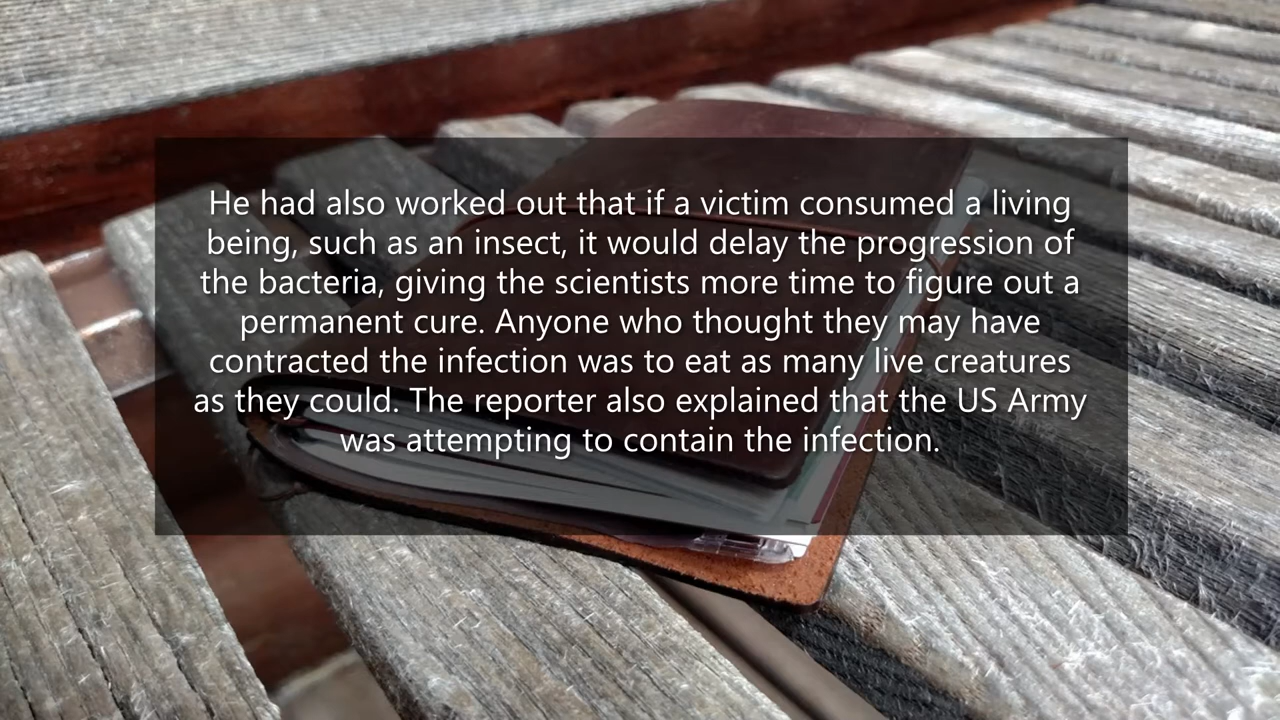 He had also worked out that if a victim consumed a living
being, such as an insect, it would delay the progression of
the bacteria, giving the scientists more time to figure out a
permanent cure. Anyone who thought they may have
contracted the infection was to eat as many live creatures
as they could. The reporter also explained that the US Army
was attempting to contain the infection.